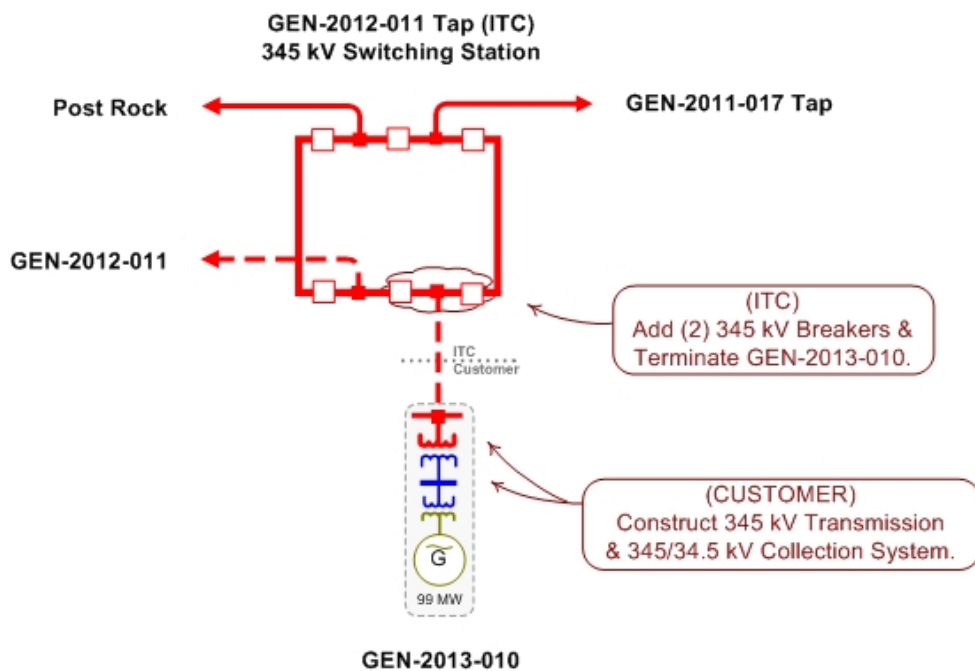 GEN-2012-011 Tap (ITC)
345 kV Switching Station
Post Rock
GEN-2011-017 Tap
GEN-2012-011
(ITC)
Add (2) 345 kV Breakers &
Terminate GEN-2013-010.
ITC
Customer
(CUSTOMER)
Construct 345 kV Transmission
& 345/34.5 kV Collection System.
G
99 MW
GEN-2013-010